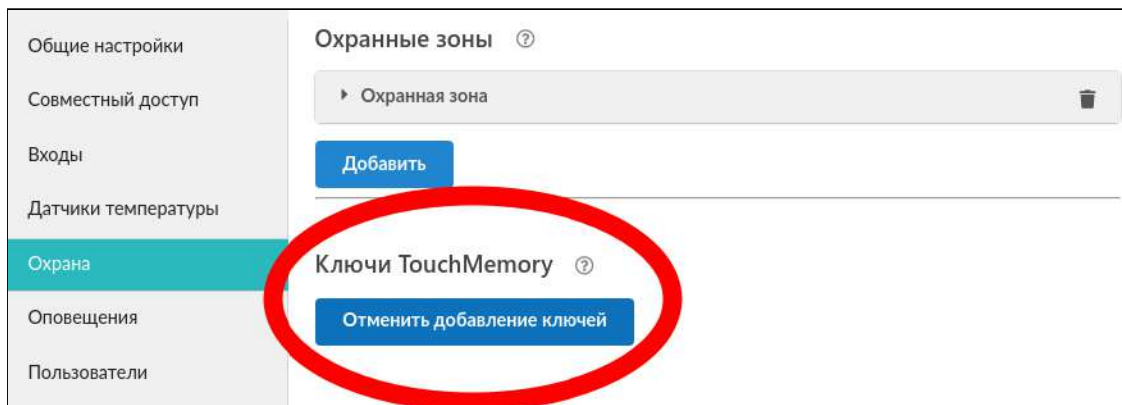 Общие настройки
Совместный доступ
Входы
Датчики температуры
Охрана
Оповещения
Пользователи
Охранные зоны
Охранная зона
Добавить
Ключи TouchMemory
Отменить добавление ключей